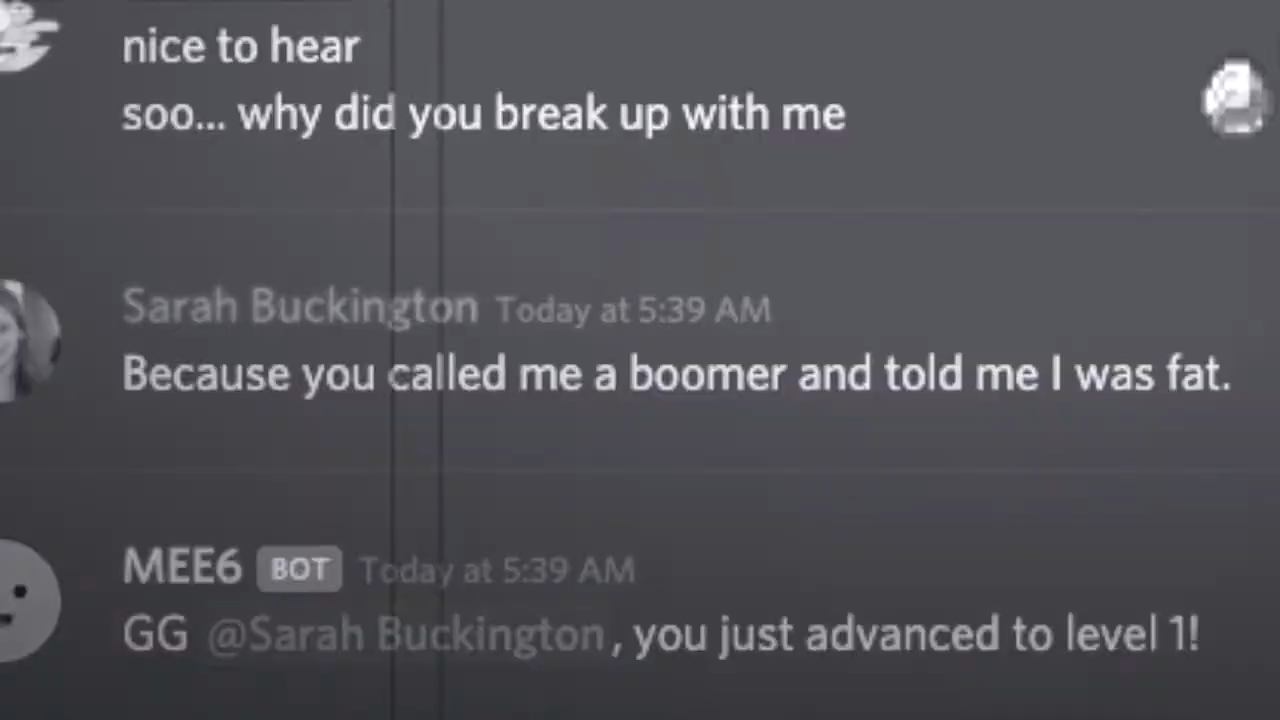 nice to hear
soo... why did you break up with me
Sarah Buckington Today at 5:39 AM
Because you called me a boomer and told me I was fat.
MEE6 BOT Today at 5:39 AM
GG @Sarah Buckington, you just advanced to level 1!